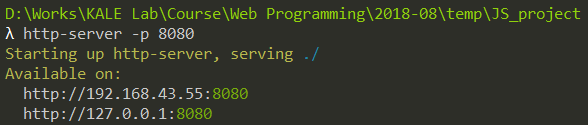 D:\Works\KALE Lab\Course\Web Programming\2018-08\temp\JS_project
λ http-server -p 8080
Starting up http-server, serving ./
Available on:
  http://192.168.43.55:8080
  http://127.0.0.1:8080